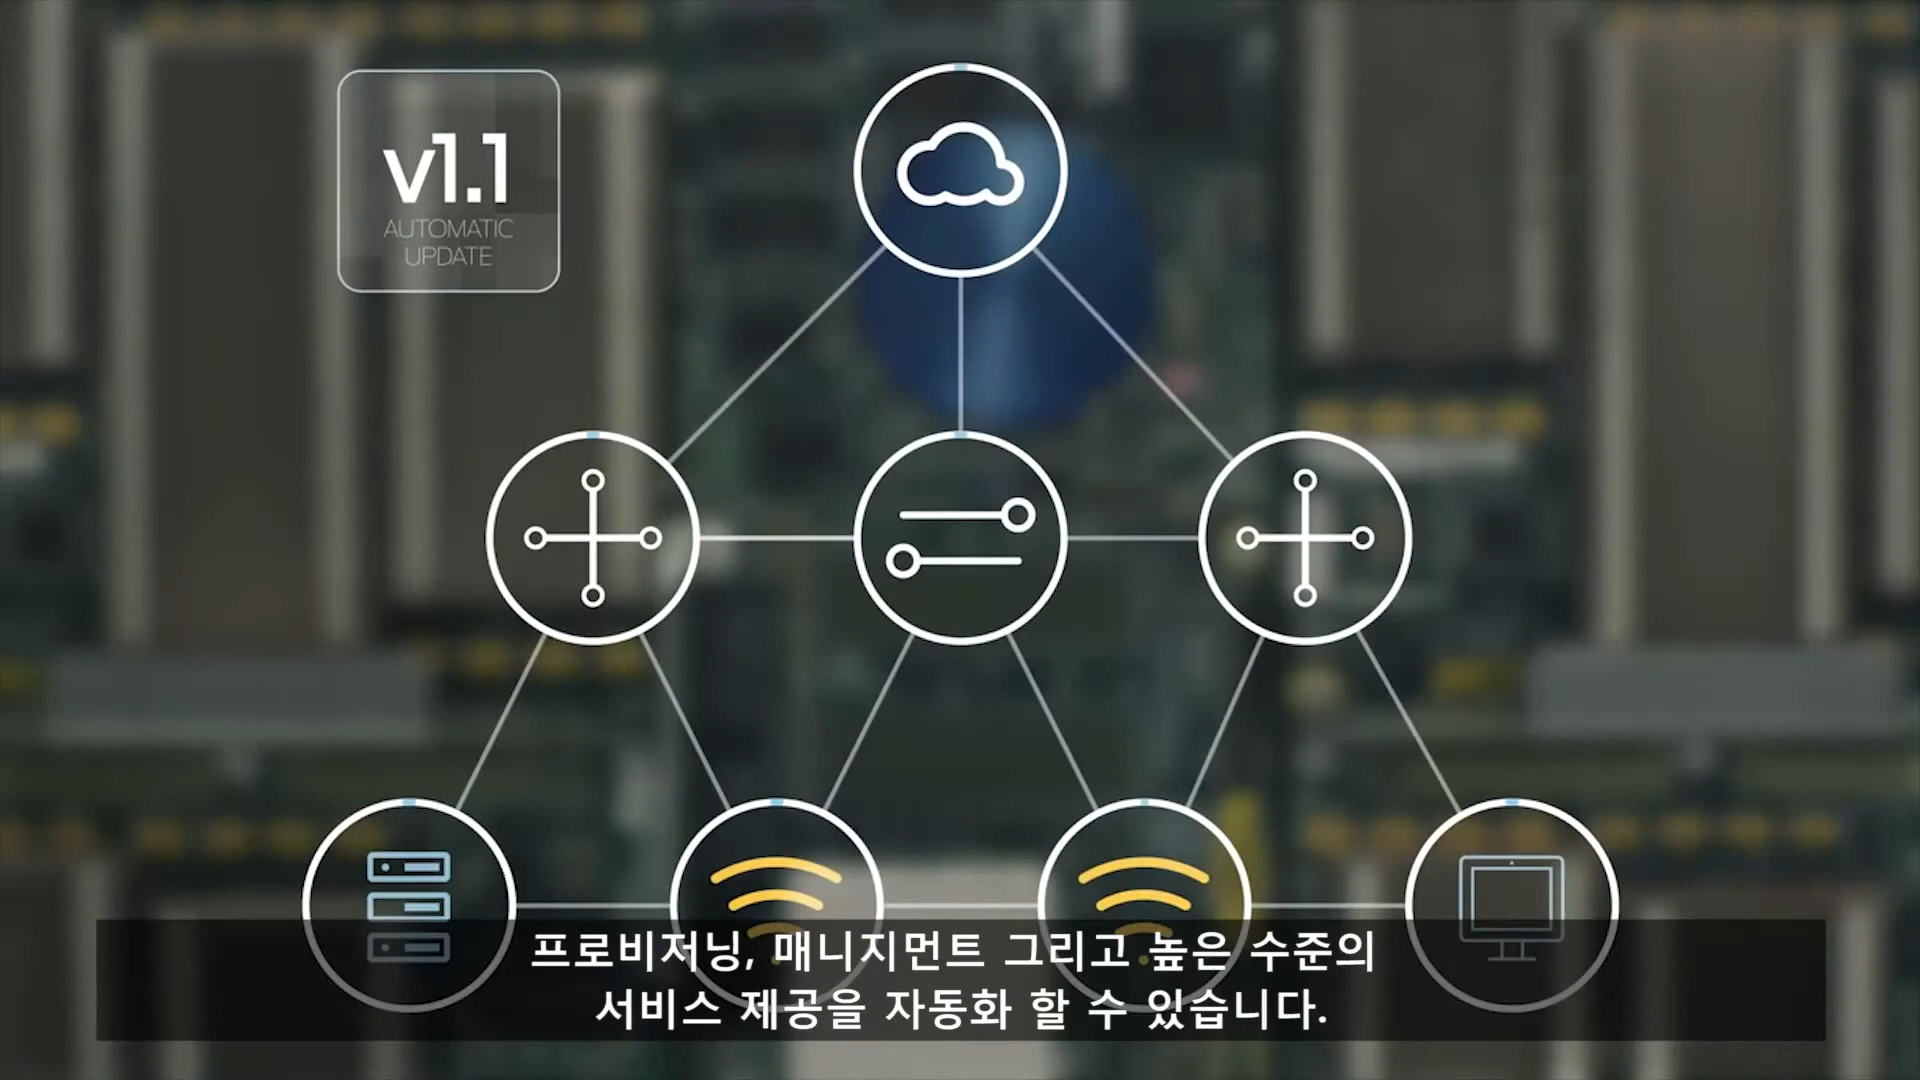 v1.1
AUTOMATIC
UPDATE
프로비저닝, 매니지먼트 그리고 높은 수준의
서비스 제공을 자동화 할 수 있습니다.